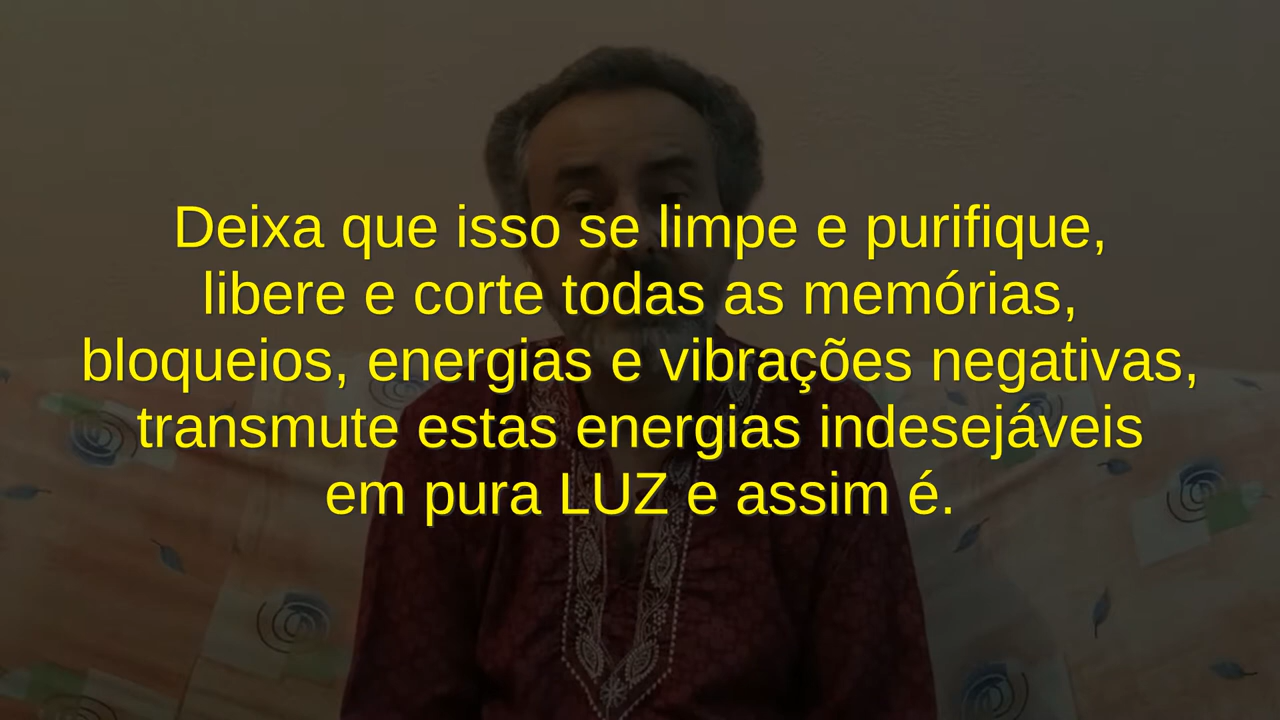 Deixa que isso se limpe e purifique,
libere e corte todas as memórias,
bloqueios, energias e vibrações negativas,
transmute estas energias indesejáveis
em pura LUZ e assim é.